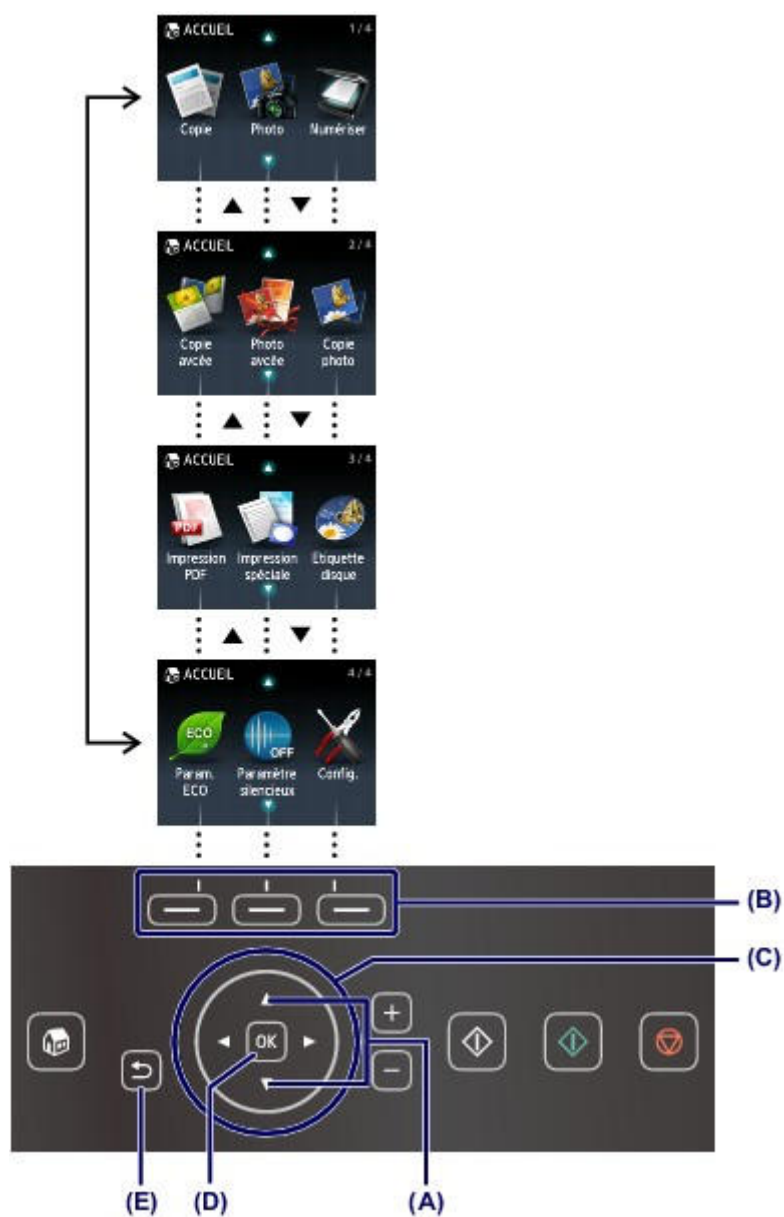 ACCUEIL 1/4
Copie Photo Numériser
ACCUEIL 2/4
Copie Photo Copie
avcée avcée photo
ACCUEIL 3/4
PDF
Impression Impression Etiquette
PDF spéciale disque
ACCUEIL 4/4
ECO
OFF
Param. Paramètre Config.
ECO silencieux
(B)
(C)
+
OK
−
(E) (D) (A)